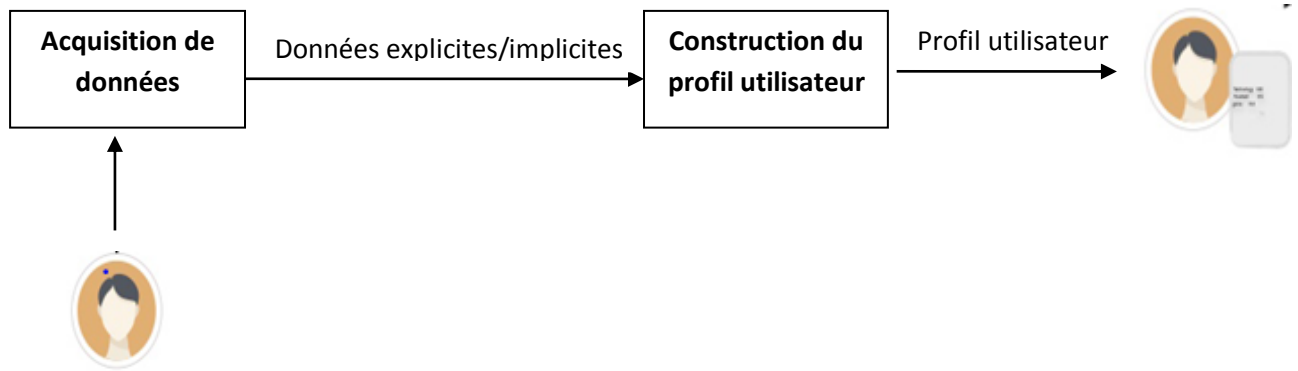 Acquisition de
données
Données explicites/implicites
Construction du
profil utilisateur
Profil utilisateur